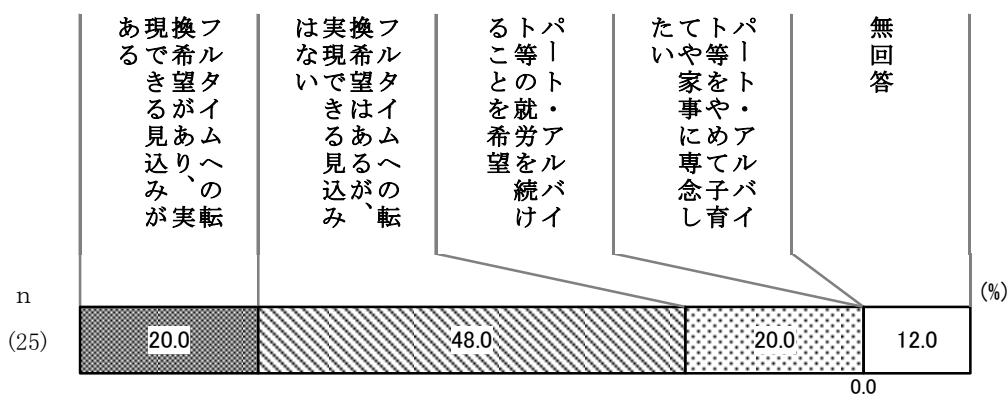 フルタイムへの転
換希望があり、実
現できる見込みが
ある
フルタイムへの転
換希望はあるが、
実現できる見込み
はない
パート・アルバイ
ト等の就労を続け
ることを希望
パート・アルバイ
ト等をやめて子育
てや家事に専念し
たい
無回答
n
(%)
(25)
20.0
48.0
20.0
12.0
0.0